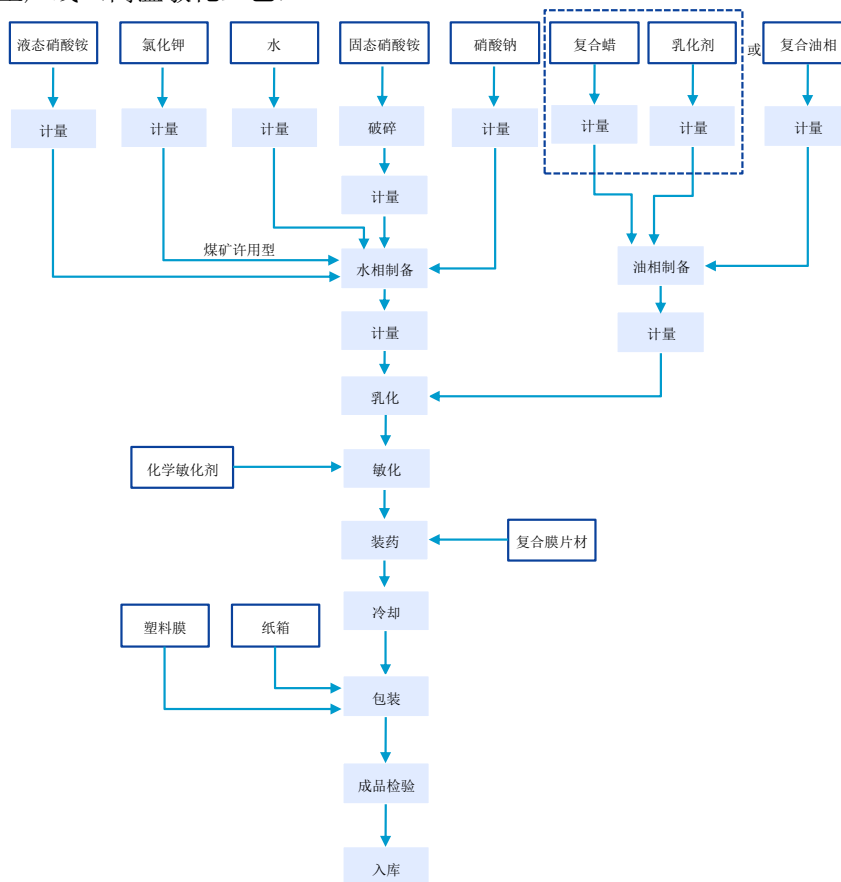 液态硝酸铵
氯化钾
水
固态硝酸铵
硝酸钠
复合蜡
乳化剂
或
复合油相
计量
计量
计量
破碎
计量
计量
计量
计量
计量
煤矿许用型
水相制备
油相制备
计量
计量
乳化
化学敏化剂
敏化
装药
复合膜片材
冷却
塑料膜
纸箱
包装
成品检验
入库